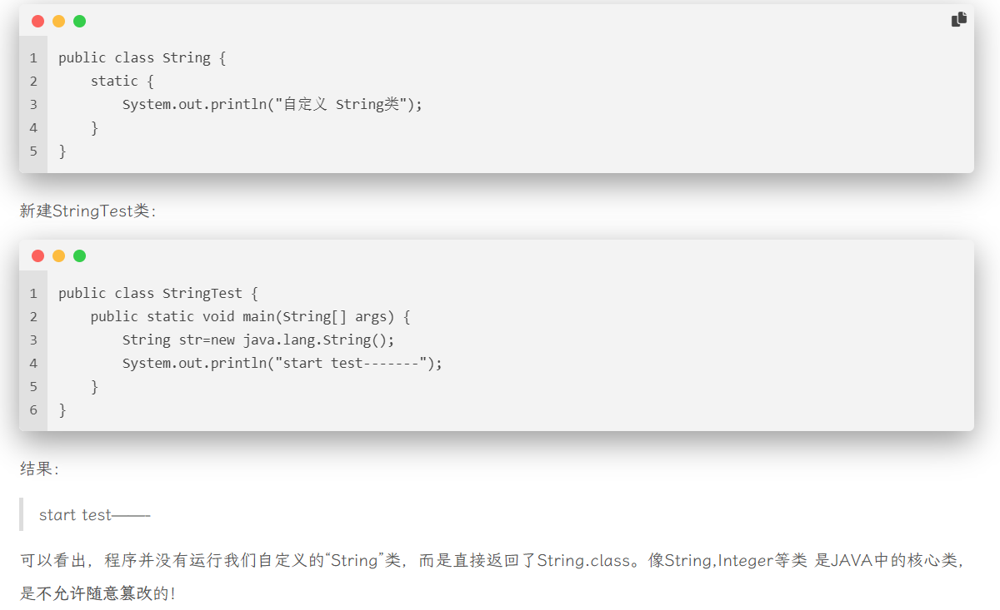 1 public class String {
2     static {
3         System.out.println("自定义 String类");
4     }
5 }
新建StringTest类：
1 public class StringTest {
2     public static void main(String[] args) {
3         String str=new java.lang.String();
4         System.out.println("start test-------");
5     }
6 }
结果：
start test——-
可以看出，程序并没有运行我们自定义的“String”类，而是直接返回了String.class。像String,Integer等类 是JAVA中的核心类，
是不允许随意篡改的！